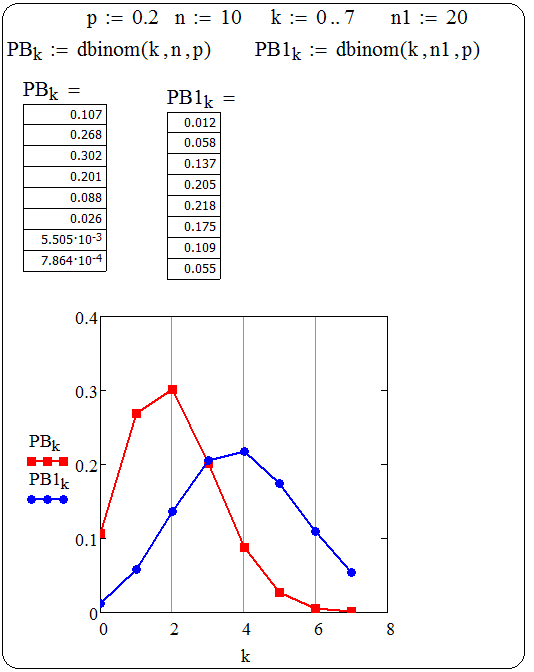 p := 0.2 n := 10 k := 0 .. 7 n1 := 20
PBk := dbinom(k , n , p) PB1k := dbinom(k , n1 , p)
PBk =
0.107
0.268
0.302
0.201
0.088
0.026
5.505·10-3
7.864·10-4
PB1k =
0.012
0.058
0.137
0.205
0.218
0.175
0.109
0.055
0.4
0.3
0.2
0.1
0
PBk
PB1k
0 2 4 6 8
k